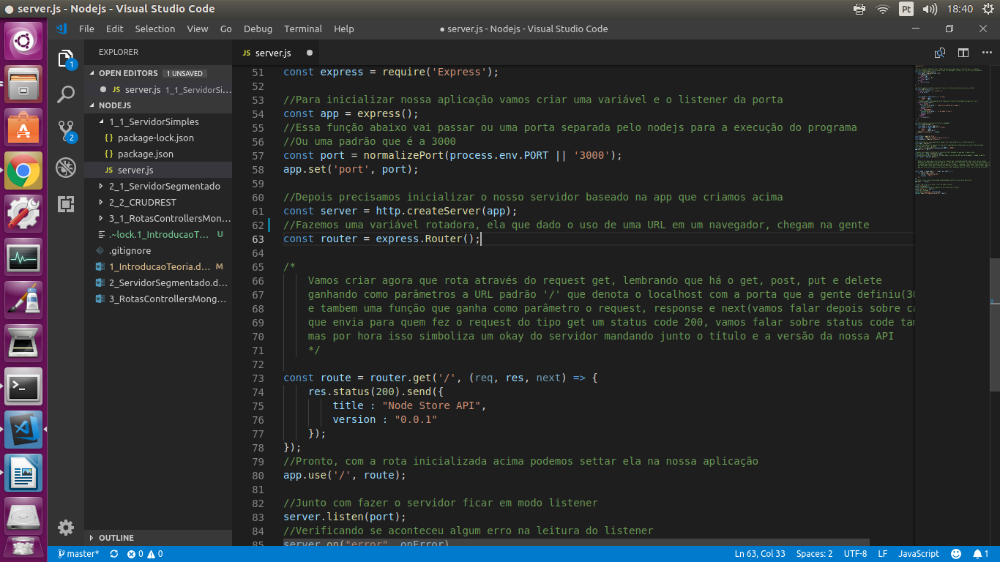 server.js - Nodejs - Visual Studio Code
Pt
18:40
File Edit Selection View Go Debug Terminal Help
● server.js - Nodejs - Visual Studio Code
EXPLORER
OPEN EDITORS 1 UNSAVED
JS server.js 1_1_ServidorSi...
NODEJS
1_1_ServidorSimples
{ } package-lock.json
{ } package.json
JS server.js
2_1_ServidorSegmentado
2_2_CRUDREST
3_1_RotasControllersMon...
.~lock.1_IntroducaoT... U
.gitignore
1_IntroducaoTeoria.d... M
2_ServidorSegmentado.d...
3_RotasControllersMong...
OUTLINE
1
2
JS server.js
51 const express = require('Express');
52
53 //Para inicializar nossa aplicação vamos criar uma variável e o listener da porta
54 const app = express();
55 //Essa função abaixo vai passar ou uma porta separada pelo nodejs para a execução do programa
56 //Ou uma padrão que é a 3000
57 const port = normalizePort(process.env.PORT || '3000');
58 app.set('port', port);
59
60 //Depois precisamos inicializar o nosso servidor baseado na app que criamos acima
61 const server = http.createServer(app);
62 //Fazemos uma variável rotadora, ela que dado o uso de uma URL em um navegador, chegam na gente
63 const router = express.Router();
64
65 /*
66 Vamos criar agora que rota através do request get, lembrando que há o get, post, put e delete
67 ganhando como parâmetros a URL padrão '/' que denota o localhost com a porta que a gente definiu(30
68 e tambem uma função que ganha como parâmetro o request, response e next(vamos falar depois sobre ca
69 que envia para quem fez o request do tipo get um status code 200, vamos falar sobre status code tam
70 mas por hora isso simboliza um okay do servidor mandando junto o título e a versão da nossa API
71 */
72
73 const route = router.get('/', (req, res, next) => {
74 res.status(200).send({
75 title : "Node Store API",
76 version : "0.0.1"
77 });
78 });
79 //Pronto, com a rota inicializada acima podemos settar ela na nossa aplicação
80 app.use('/', route);
81
82 //Junto com fazer o servidor ficar em modo listener
83 server.listen(port);
84 //Verificando se aconteceu algum erro na leitura do listener
85 server.on("error", onError)
master* 0 0 Ln 63, Col 33 Spaces: 2 UTF-8 LF JavaScript 1